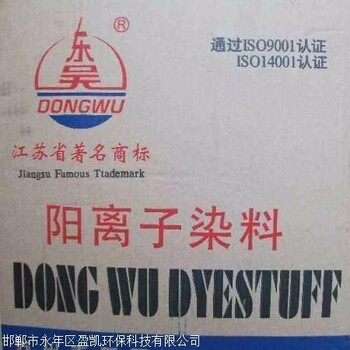 东吴
®
DONGWU
通过ISO9001认证
ISO14001认证
江苏省著名商标
Jiangsu Famous Ttademark
阳离子染料
DONG WU DYESTUFF
邯郸市永年区盈凯环保科技有限公司